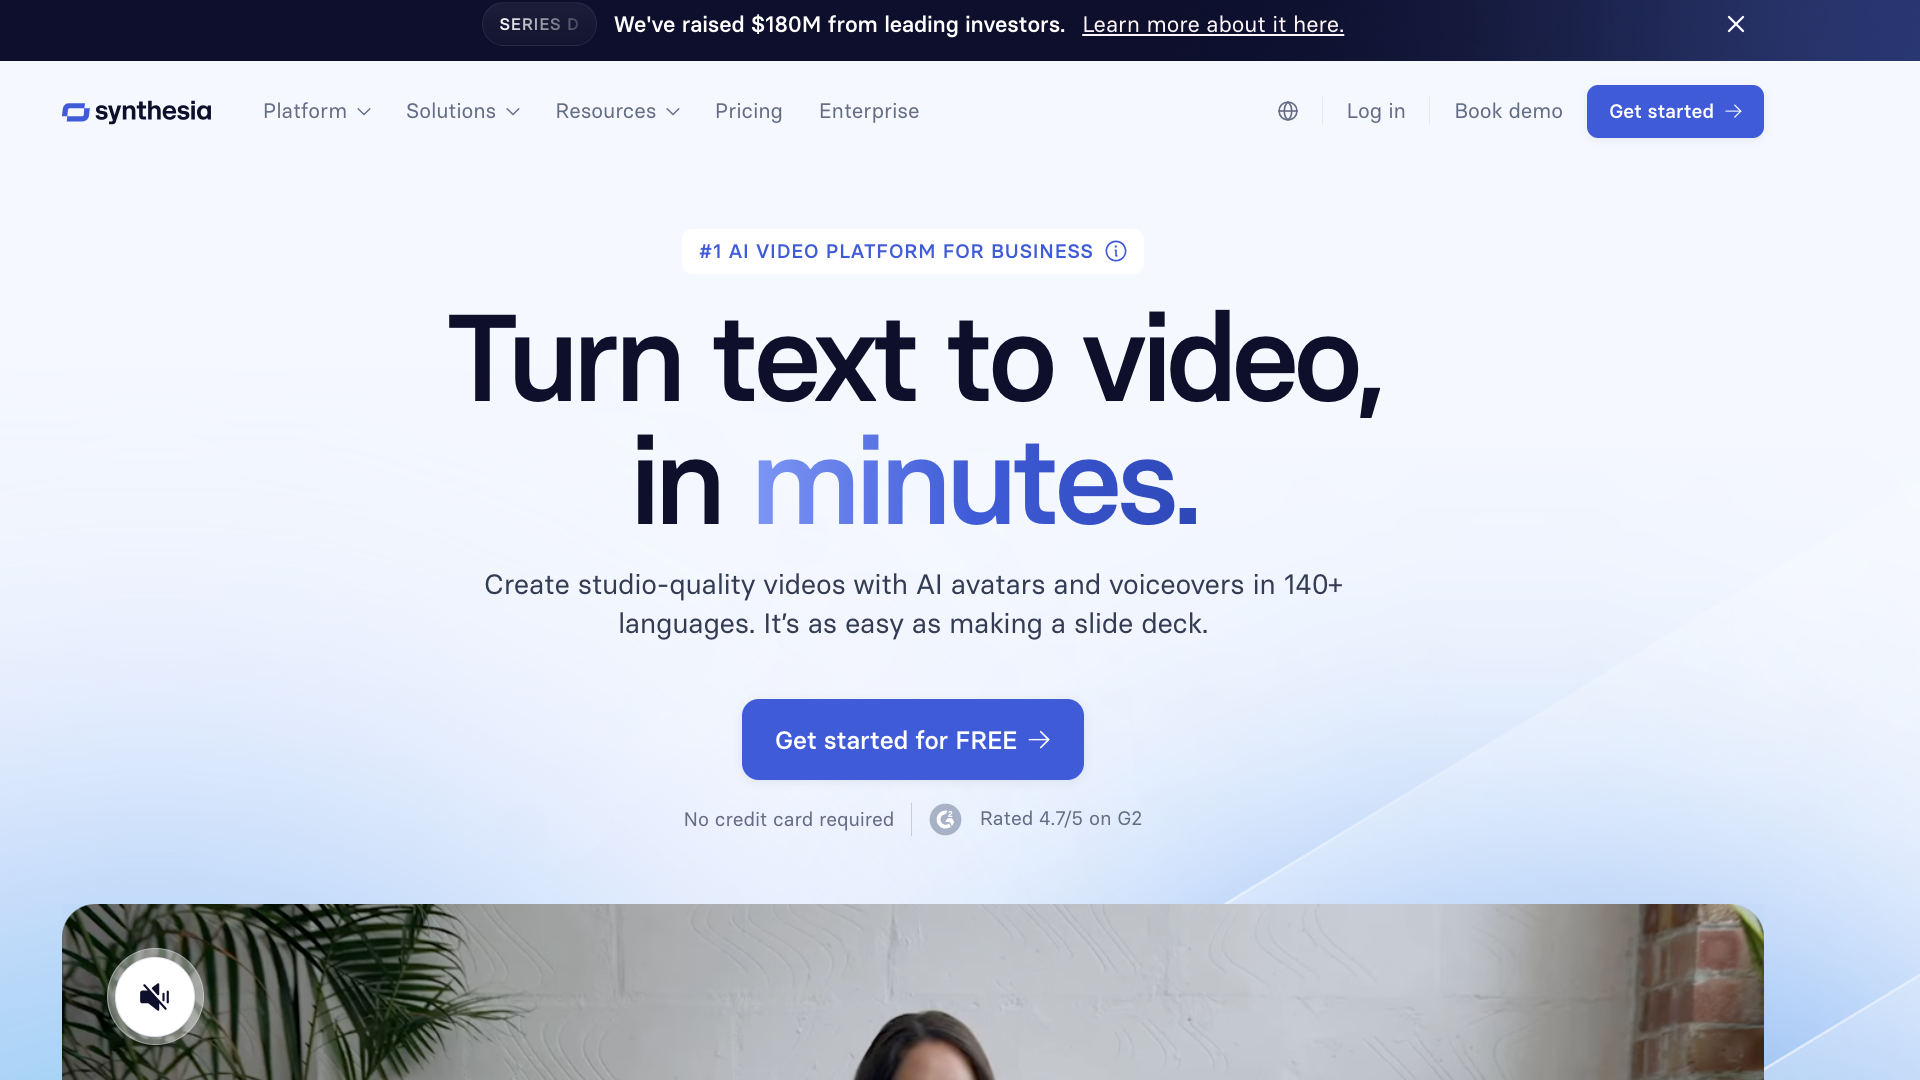 SERIES D We've raised $180M from leading investors. Learn more about it here.
synthesia Platform Solutions Resources Pricing Enterprise Log in Book demo Get started
#1 AI VIDEO PLATFORM FOR BUSINESS
Turn text to video,
in minutes.
Create studio-quality videos with AI avatars and voiceovers in 140+
languages. It’s as easy as making a slide deck.
Get started for FREE
No credit card required Rated 4.7/5 on G2